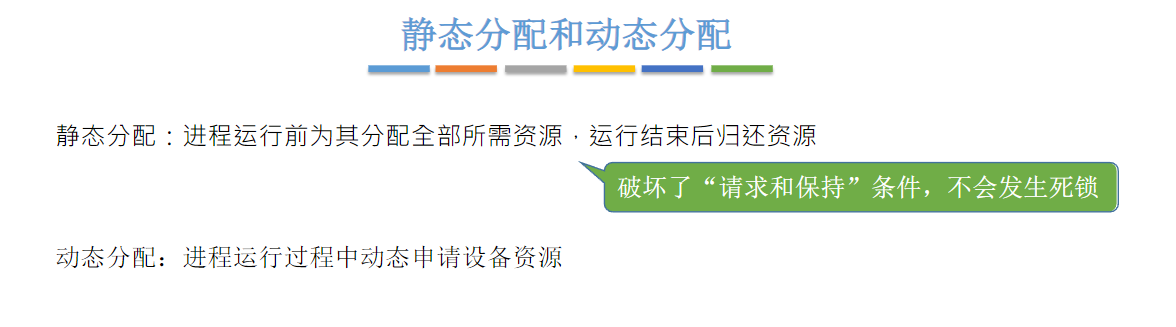 静态分配和动态分配
静态分配：进程运行前为其分配全部所需资源，运行结束后归还资源
破坏了“请求和保持”条件，不会发生死锁
动态分配：进程运行过程中动态申请设备资源